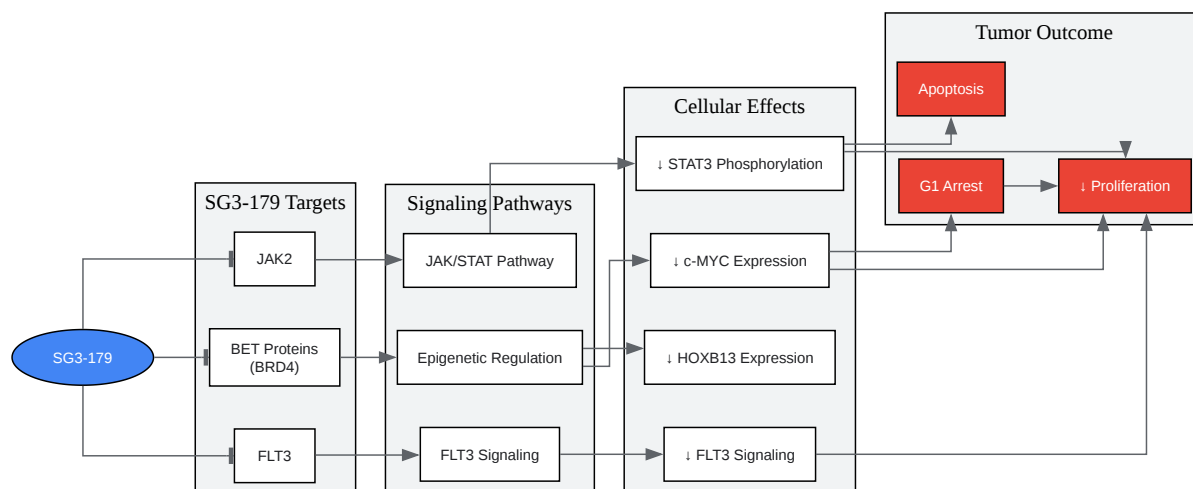 Tumor Outcome
Apoptosis
G1 Arrest
↓ Proliferation
Cellular Effects
↓ STAT3 Phosphorylation
↓ c-MYC Expression
↓ HOXB13 Expression
↓ FLT3 Signaling
Signaling Pathways
JAK/STAT Pathway
Epigenetic Regulation
FLT3 Signaling
SG3-179 Targets
JAK2
BET Proteins
(BRD4)
FLT3
SG3-179